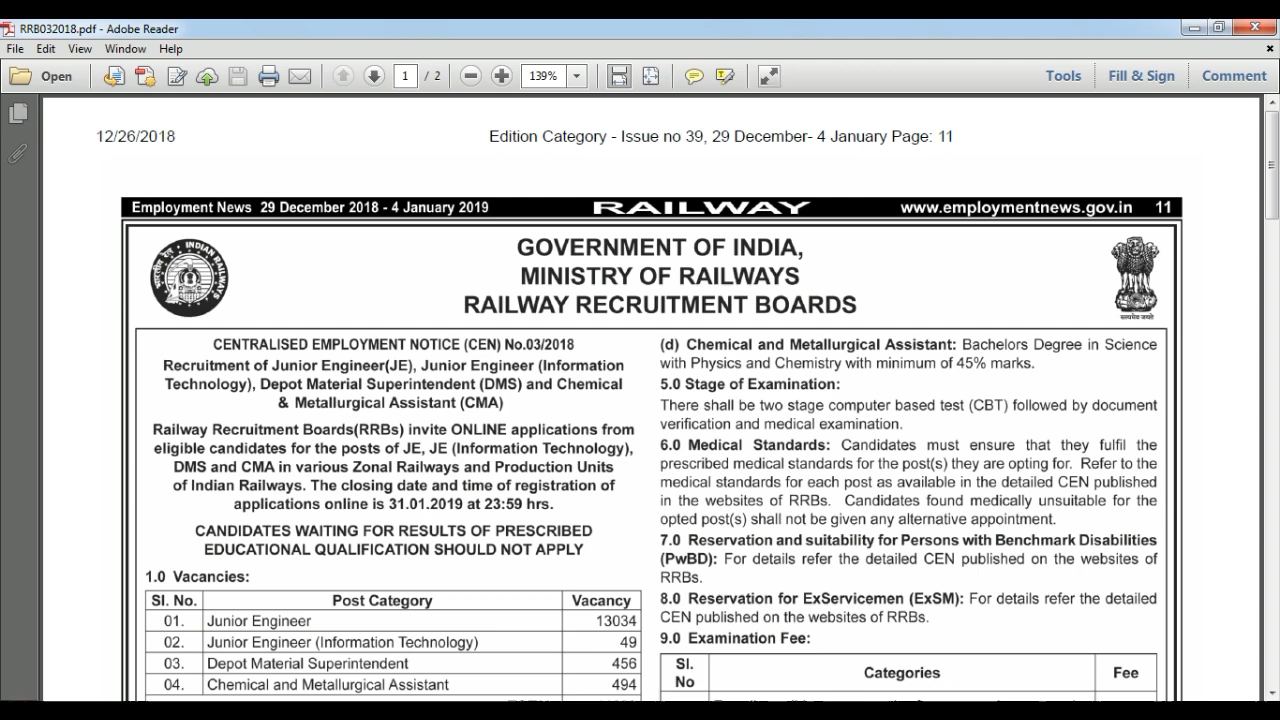 RRB032018.pdf - Adobe Reader
File Edit View Window Help
Open 1 / 2 139% Tools Fill & Sign Comment
12/26/2018 Edition Category - Issue no 39, 29 December- 4 January Page: 11
Employment News 29 December 2018 - 4 January 2019 RAILWAY www.employmentnews.gov.in 11
INDIAN RAILWAYS
GOVERNMENT OF INDIA,
MINISTRY OF RAILWAYS
RAILWAY RECRUITMENT BOARDS
सत्यमेव जयते
CENTRALISED EMPLOYMENT NOTICE (CEN) No.03/2018
Recruitment of Junior Engineer(JE), Junior Engineer (Information
Technology), Depot Material Superintendent (DMS) and Chemical
& Metallurgical Assistant (CMA)
Railway Recruitment Boards(RRBs) invite ONLINE applications from
eligible candidates for the posts of JE, JE (Information Technology),
DMS and CMA in various Zonal Railways and Production Units
of Indian Railways. The closing date and time of registration of
applications online is 31.01.2019 at 23:59 hrs.
CANDIDATES WAITING FOR RESULTS OF PRESCRIBED
EDUCATIONAL QUALIFICATION SHOULD NOT APPLY
1.0 Vacancies:
Sl. No. Post Category Vacancy
01. Junior Engineer 13034
02. Junior Engineer (Information Technology) 49
03. Depot Material Superintendent 456
04. Chemical and Metallurgical Assistant 494
(d) Chemical and Metallurgical Assistant: Bachelors Degree in Science
with Physics and Chemistry with minimum of 45% marks.
5.0 Stage of Examination:
There shall be two stage computer based test (CBT) followed by document
verification and medical examination.
6.0 Medical Standards: Candidates must ensure that they fulfil the
prescribed medical standards for the post(s) they are opting for. Refer to the
medical standards for each post as available in the detailed CEN published
in the websites of RRBs. Candidates found medically unsuitable for the
opted post(s) shall not be given any alternative appointment.
7.0 Reservation and suitability for Persons with Benchmark Disabilities
(PwBD): For details refer the detailed CEN published on the websites of
RRBs.
8.0 Reservation for ExServicemen (ExSM): For details refer the detailed
CEN published on the websites of RRBs.
9.0 Examination Fee:
Sl.
No Categories Fee